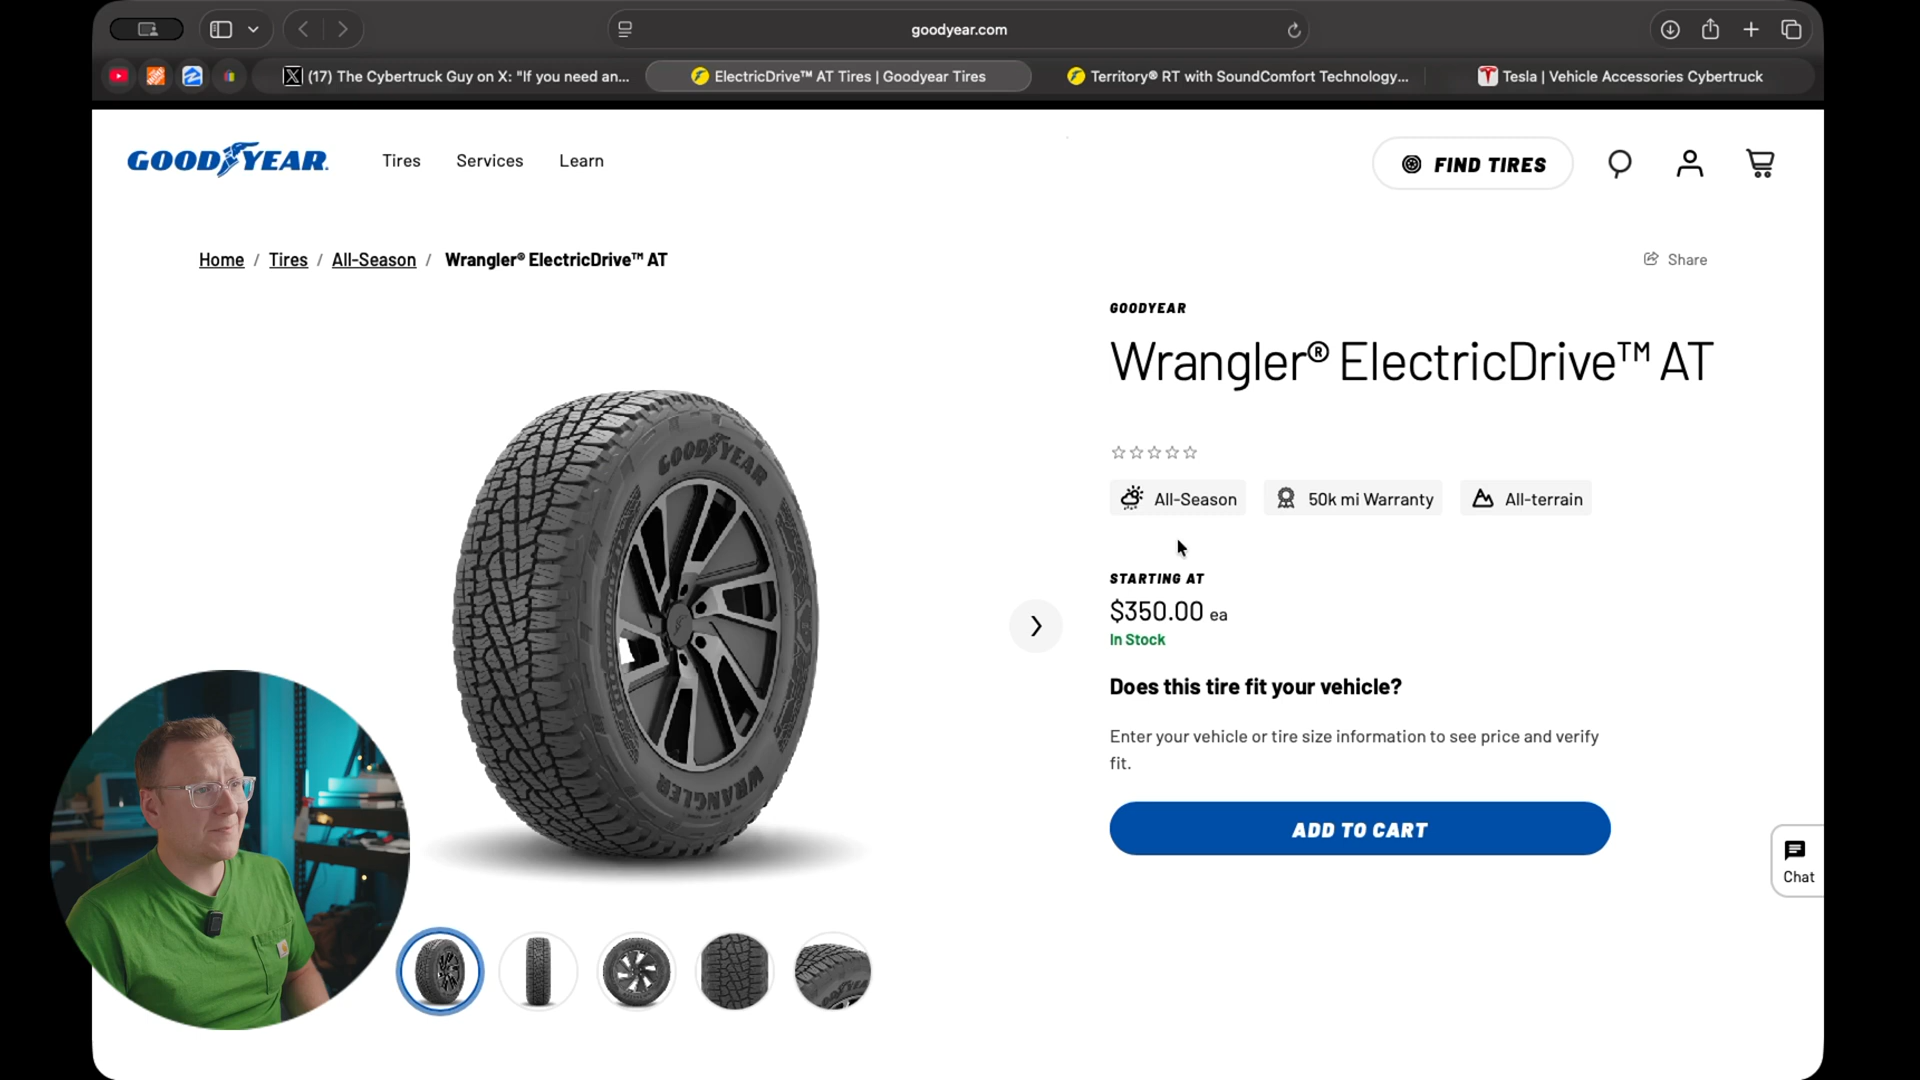 goodyear.com
(17) The Cybertruck Guy on X: "If you need an...
ElectricDrive™ AT Tires | Goodyear Tires
Territory® RT with SoundComfort Technology...
Tesla | Vehicle Accessories Cybertruck
GOODYEAR
Tires
Services
Learn
FIND TIRES
Home / Tires / All-Season / Wrangler® ElectricDrive™ AT
Share
GOODYEAR
Wrangler® ElectricDrive™ AT
All-Season
50k mi Warranty
All-terrain
STARTING AT
$350.00 ea
In Stock
Does this tire fit your vehicle?
Enter your vehicle or tire size information to see price and verify
fit.
ADD TO CART
Chat
GOODYEAR
WRANGLER